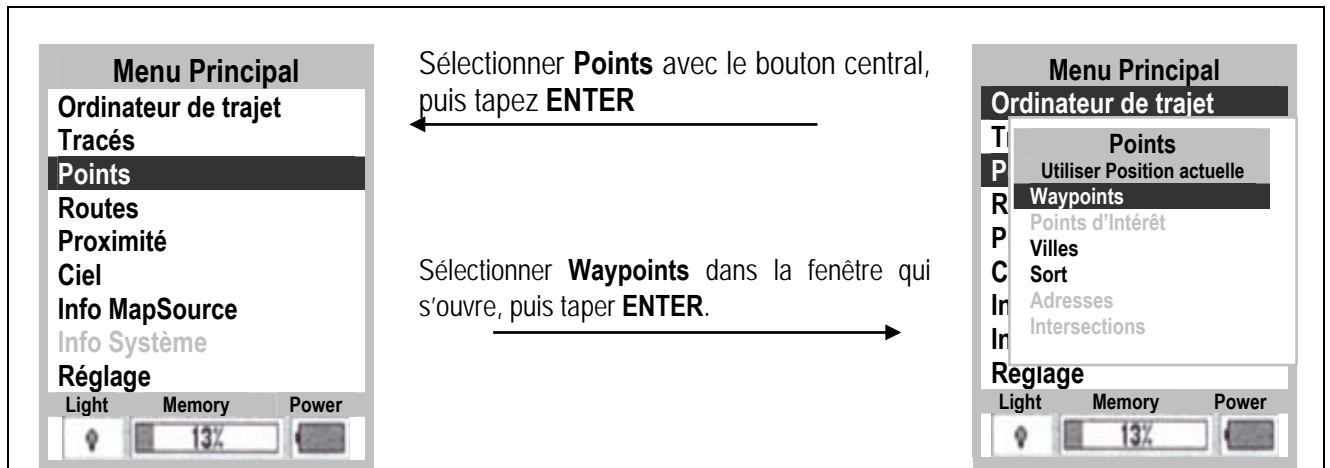 Menu Principal
Ordinateur de trajet
Tracés
Points
Routes
Proximité
Ciel
Info MapSource
Info Système
Réglage
Light Memory Power
13%
Sélectionner Points avec le bouton central,
puis tapez ENTER
Sélectionner Waypoints dans la fenêtre qui
s'ouvre, puis taper ENTER.
Menu Principal
Ordinateur de trajet
Tr
P
R
P
C
In
In
Réglage
Points
Utiliser Position actuelle
Waypoints
Points d'Intérêt
Villes
Sort
Adresses
Intersections
Light Memory Power
13%